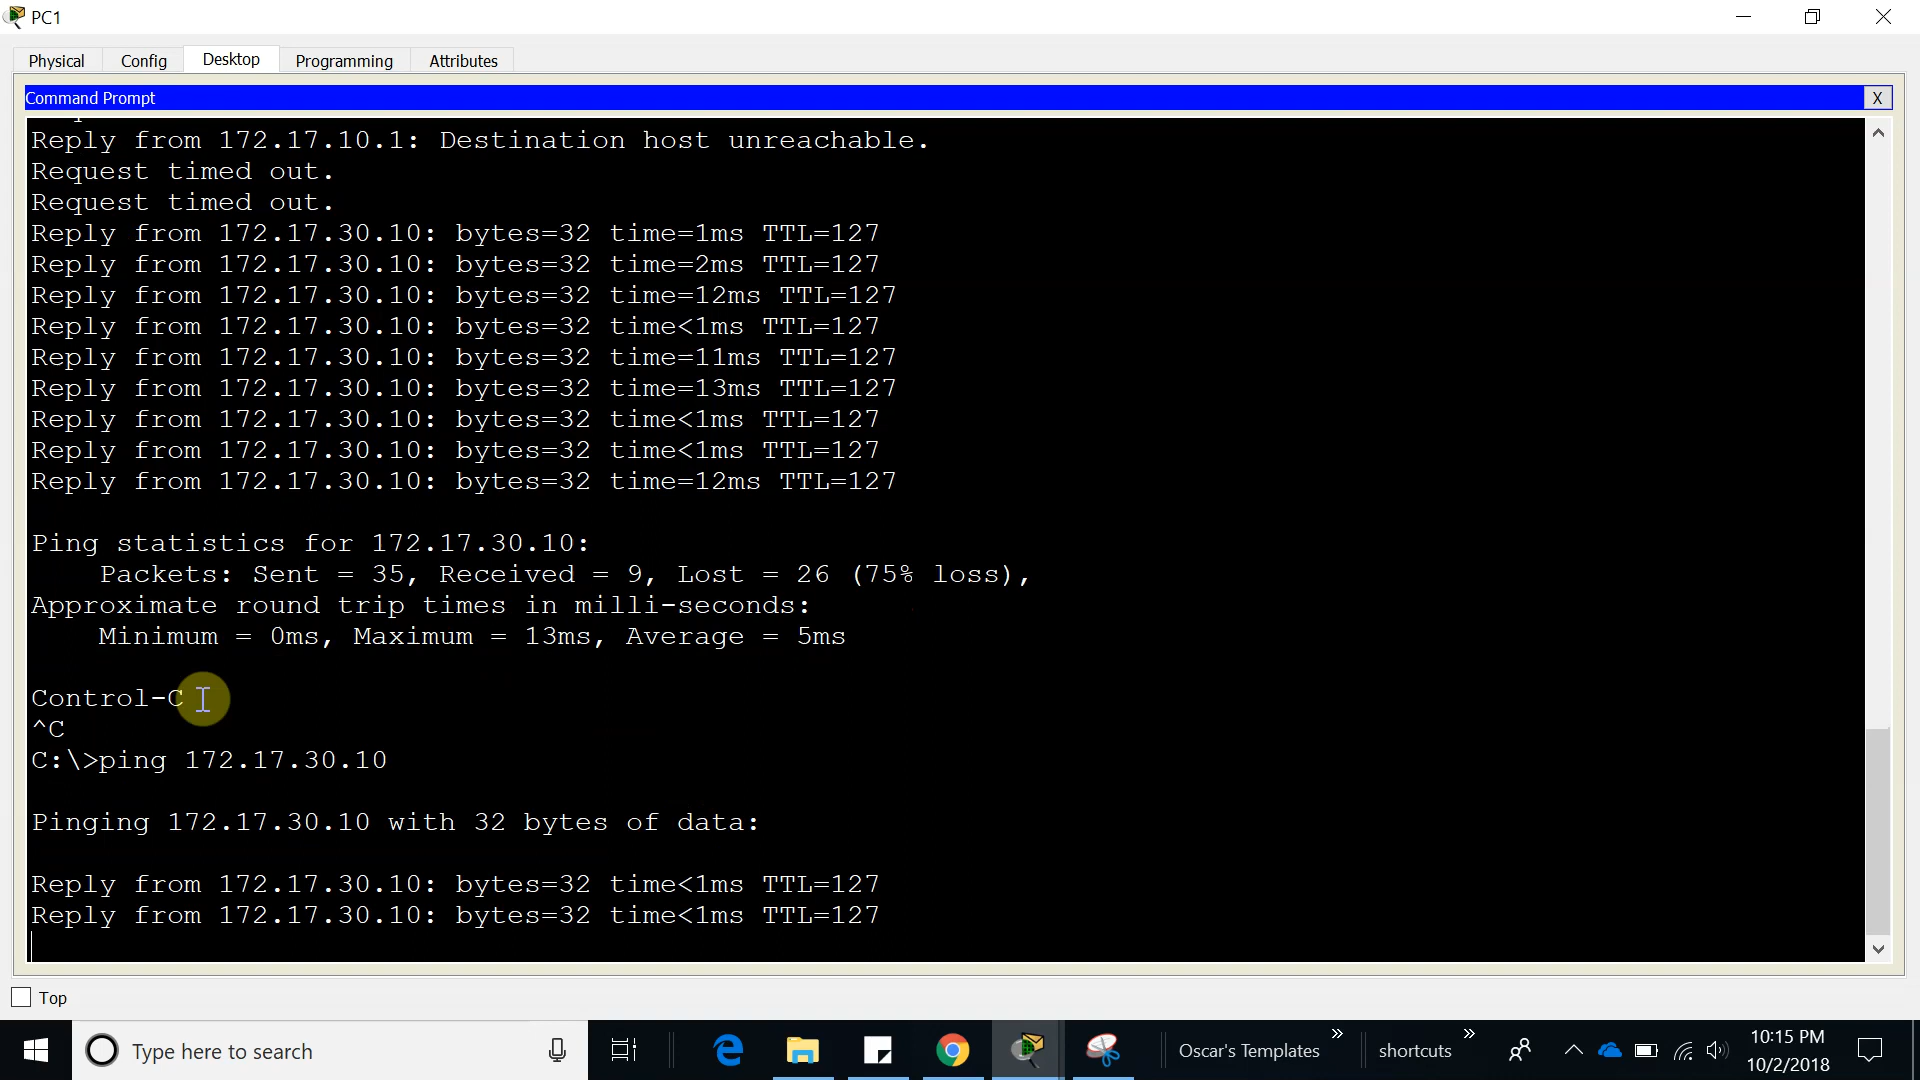 PC1
Physical Config Desktop Programming Attributes
Command Prompt X
Reply from 172.17.10.1: Destination host unreachable.
Request timed out.
Request timed out.
Reply from 172.17.30.10: bytes=32 time=1ms TTL=127
Reply from 172.17.30.10: bytes=32 time=2ms TTL=127
Reply from 172.17.30.10: bytes=32 time=12ms TTL=127
Reply from 172.17.30.10: bytes=32 time<1ms TTL=127
Reply from 172.17.30.10: bytes=32 time=11ms TTL=127
Reply from 172.17.30.10: bytes=32 time=13ms TTL=127
Reply from 172.17.30.10: bytes=32 time<1ms TTL=127
Reply from 172.17.30.10: bytes=32 time<1ms TTL=127
Reply from 172.17.30.10: bytes=32 time=12ms TTL=127
Ping statistics for 172.17.30.10:
Packets: Sent = 35, Received = 9, Lost = 26 (75% loss),
Approximate round trip times in milli-seconds:
Minimum = 0ms, Maximum = 13ms, Average = 5ms
Control-C
^C
C:\>ping 172.17.30.10
Pinging 172.17.30.10 with 32 bytes of data:
Reply from 172.17.30.10: bytes=32 time<1ms TTL=127
Reply from 172.17.30.10: bytes=32 time<1ms TTL=127
Top
Type here to search
Oscar's Templates » shortcuts »
10:15 PM
10/2/2018